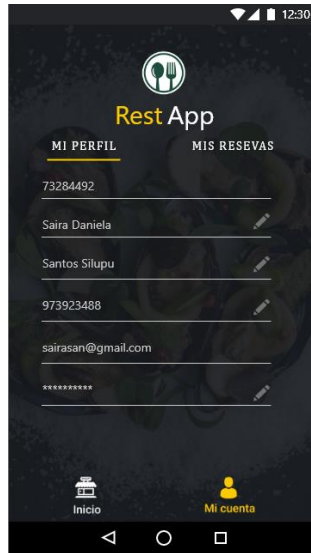 12:30
Rest App
MI PERFIL MIS RESEVAS
73284492
Saira Daniela
Santos Silupu
973923488
sairasan@gmail.com
**********
Inicio Mi cuenta